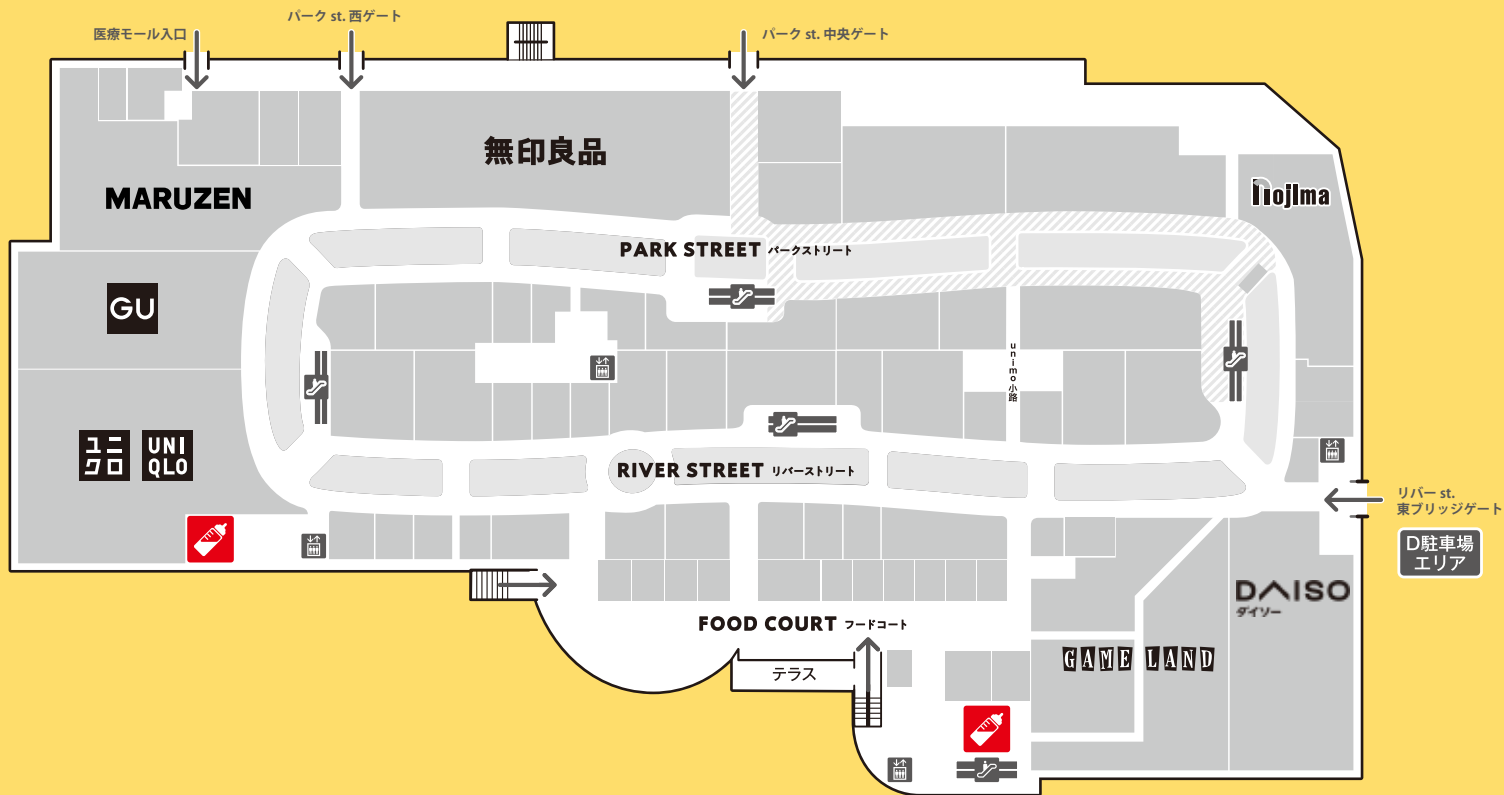 パーク st. 西ゲート
医療モール入口
パーク st. 中央ゲート
無印良品
MARUZEN
nojima
PARK STREET パークストリート
GU
unimo小路
ユニクロ
UNIQLO
RIVER STREET リバーストリート
リバー st.
東ブリッジゲート
D駐車場
エリア
DAISO
ダイソー
FOOD COURT フードコート
GAME LAND
テラス